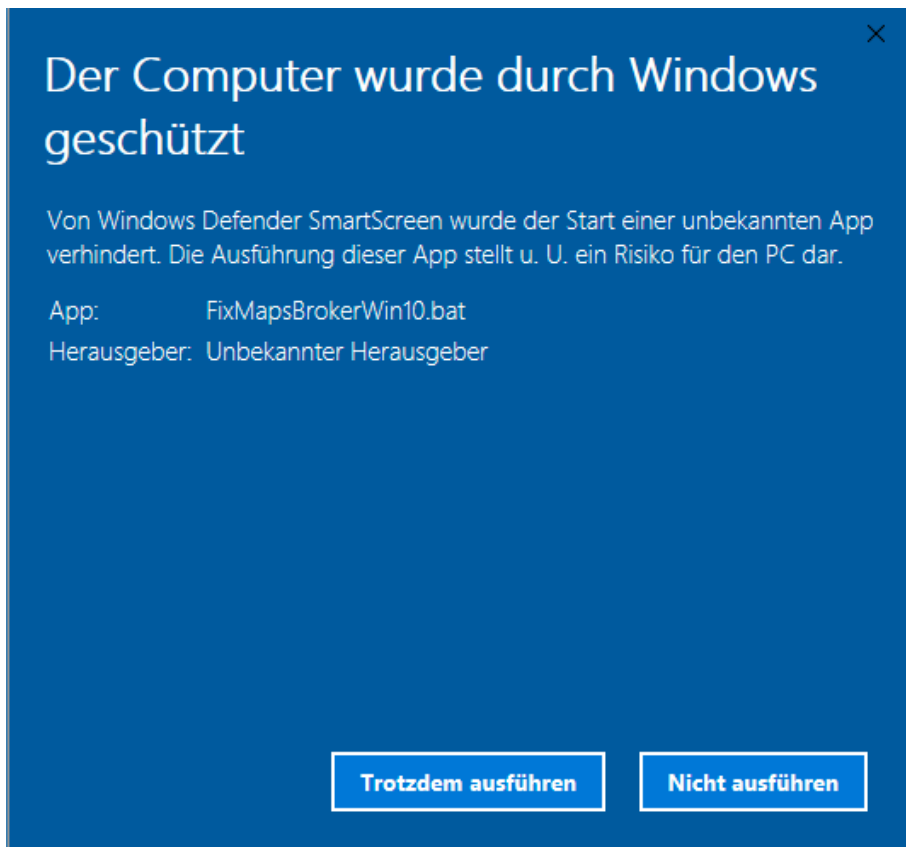 Der Computer wurde durch Windows
geschützt
Von Windows Defender SmartScreen wurde der Start einer unbekannten App
verhindert. Die Ausführung dieser App stellt u. U. ein Risiko für den PC dar.
App: FixMapsBrokerWin10.bat
Herausgeber: Unbekannter Herausgeber
Trotzdem ausführen Nicht ausführen